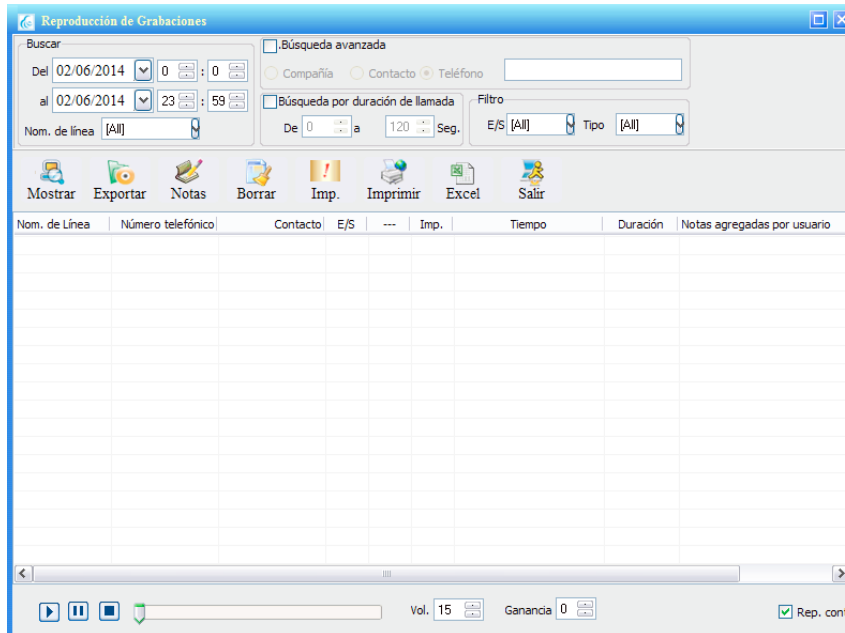 Reproducción de Grabaciones
Buscar
Del 02/06/2014 0 : 0
al 02/06/2014 23 : 59
Nom. de línea [All]
.Búsqueda avanzada
Compañía Contacto Teléfono
Búsqueda por duración de llamada
De 0 a 120 Seg.
Filtro
E/S [All] Tipo [All]
Mostrar Exportar Notas Borrar Imp. Imprimir Excel Salir
Nom. de Línea Número telefónico Contacto E/S --- Imp. Tiempo Duración Notas agregadas por usuario
Vol. 15 Ganancia 0 Rep. cont